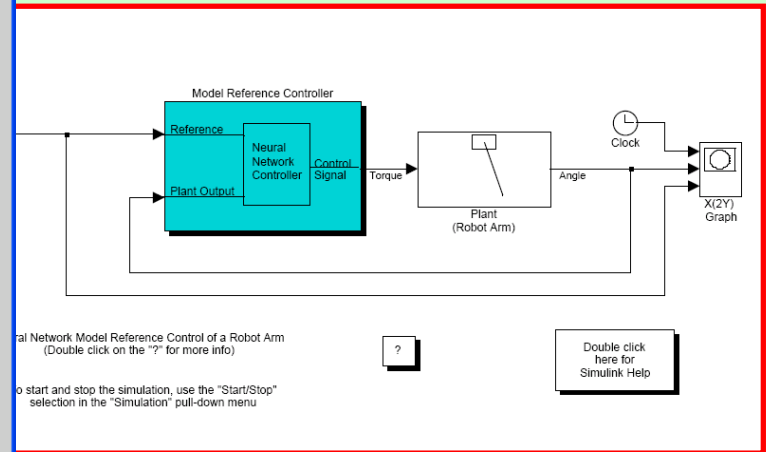 Model Reference Controller
Reference
Neural
Network
Controller
Control
Signal
Plant Output
Torque
Plant
(Robot Arm)
Angle
Clock
X(2Y)
Graph
ral Network Model Reference Control of a Robot Arm
(Double click on the "?" for more info)
?
Double click
here for
Simulink Help
o start and stop the simulation, use the "Start/Stop"
selection in the "Simulation" pull-down menu